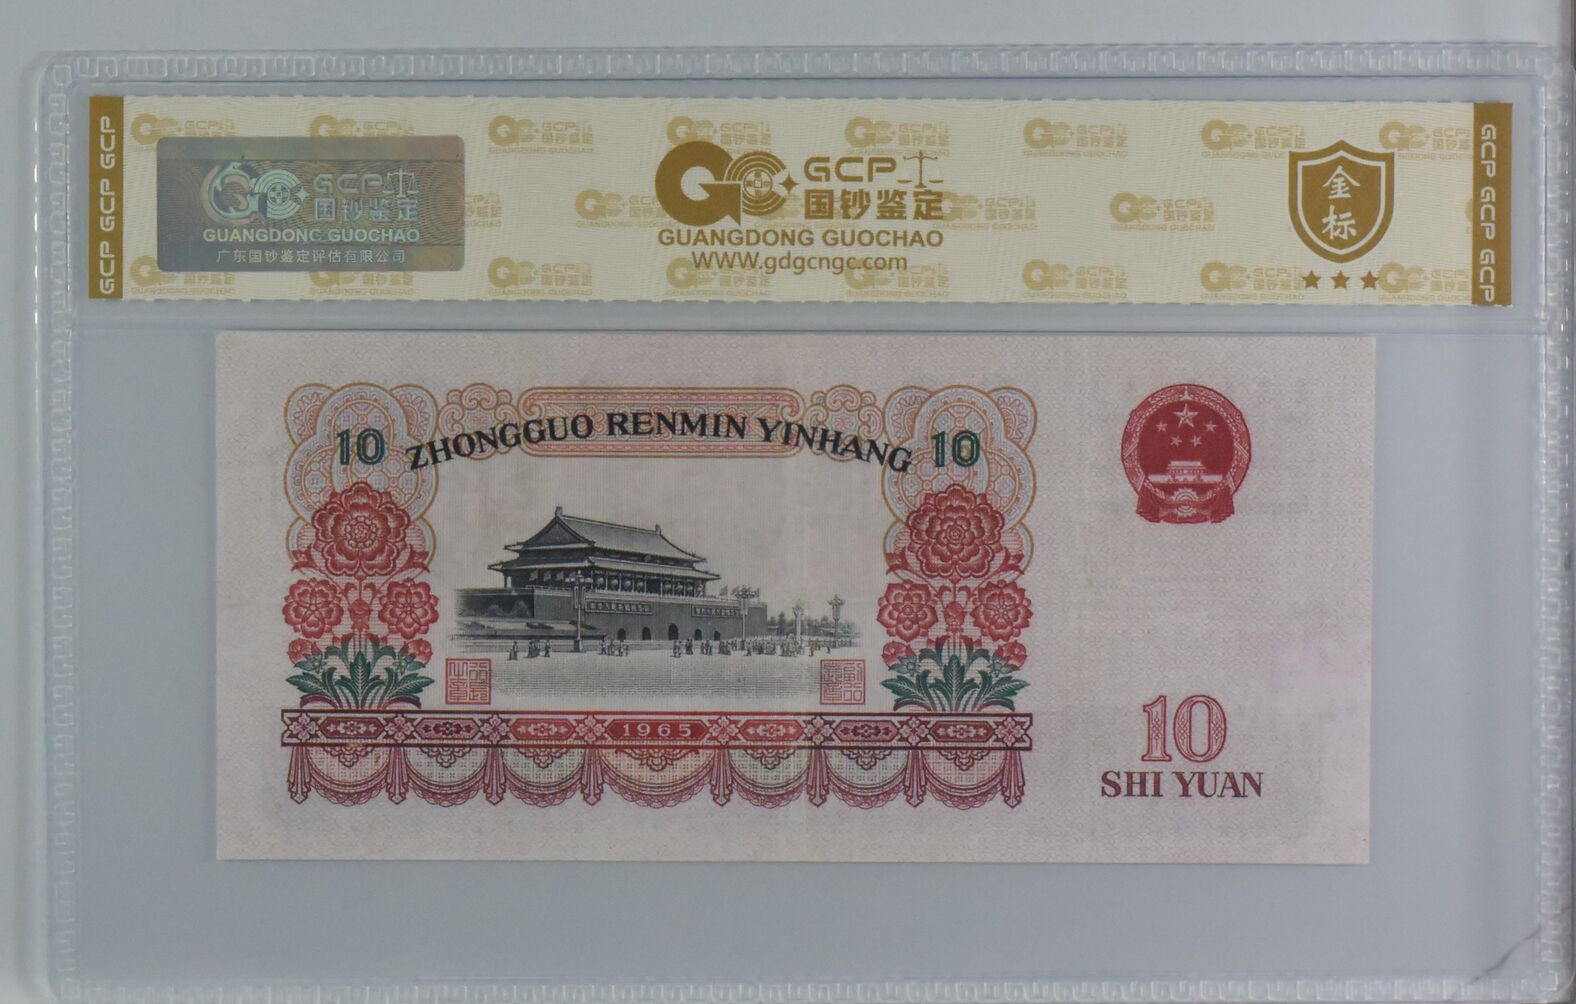 GCP GCP GCP
GCP
国钞鉴定
GUANGDONG GUOCHAO
广东国钞鉴定评估有限公司
GCP
国钞鉴定
GUANGDONG GUOCHAO
WWW.gdgcngc.com
金标
GCP GCP GCP
ZHONGGUO RENMIN YINHANG
10
10
1965
10
SHI YUAN